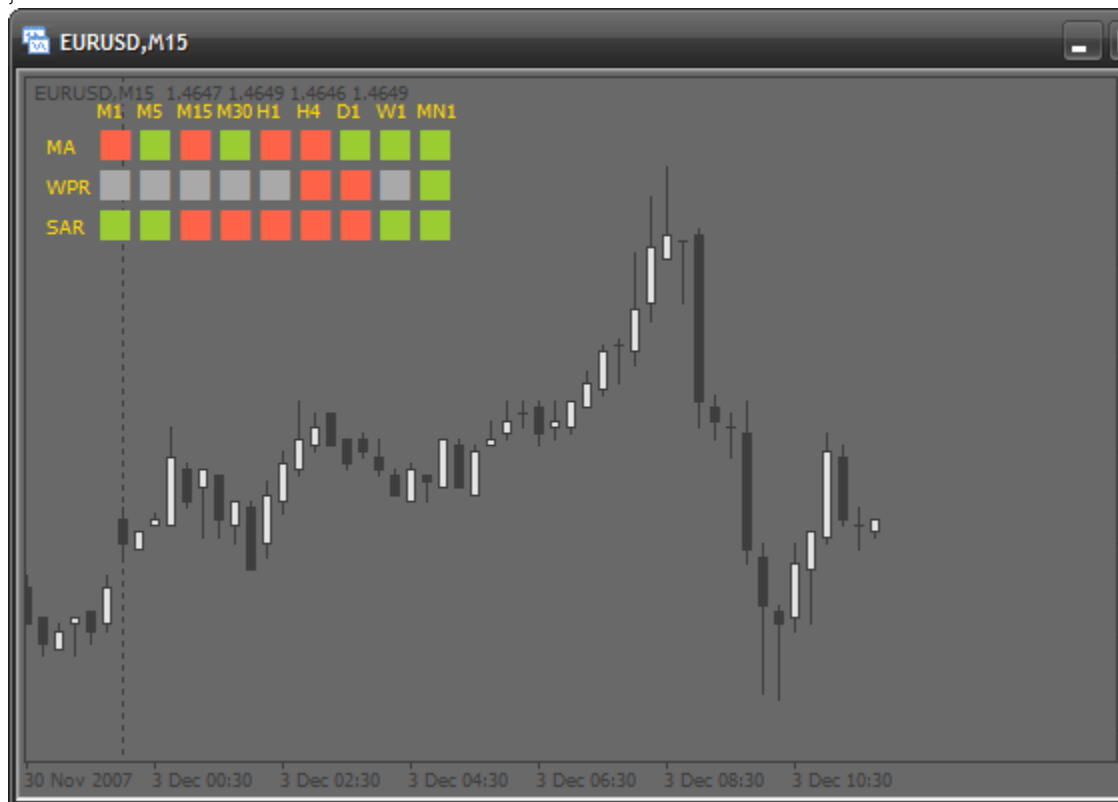 EURUSD,M15
EURUSD,M15 1.4647 1.4649 1.4646 1.4649
M1 M5 M15 M30 H1 H4 D1 W1 MN1
MA
WPR
SAR
30 Nov 2007 3 Dec 00:30 3 Dec 02:30 3 Dec 04:30 3 Dec 06:30 3 Dec 08:30 3 Dec 10:30